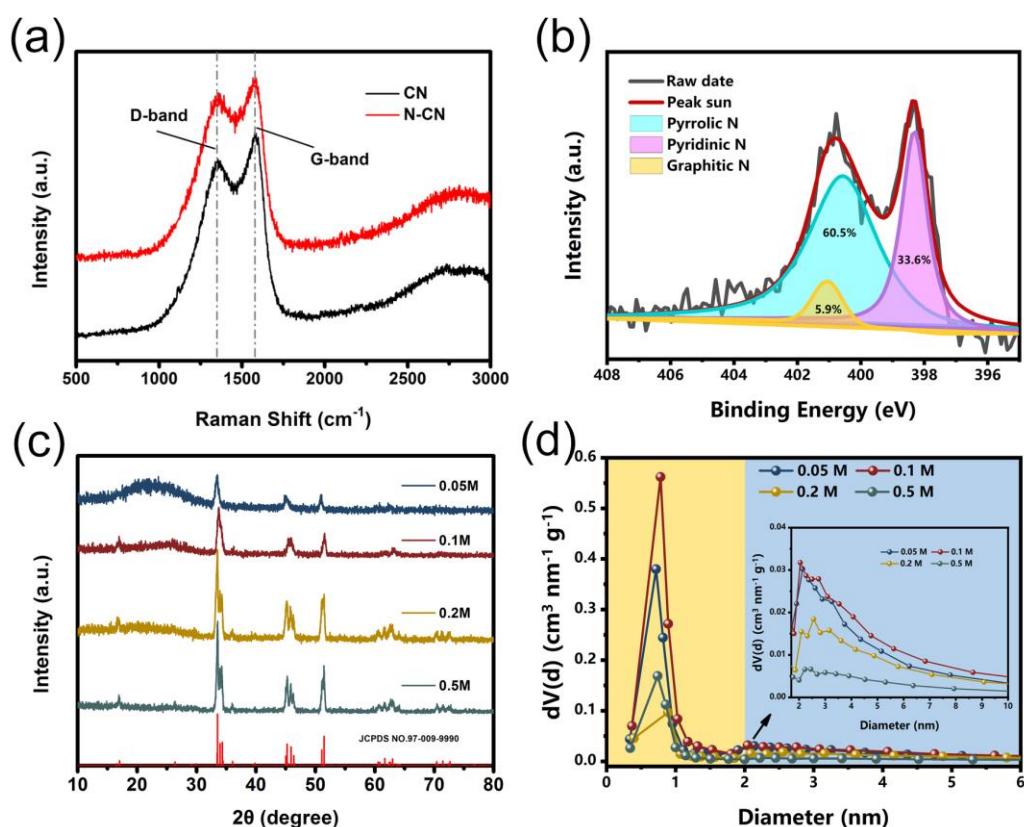 (a)
CN
N-CN
D-band
G-band
Intensity (a.u.)
500 1000 1500 2000 2500 3000
Raman Shift (cm⁻¹)
(b)
Raw date
Peak sun
Pyrrolic N
Pyridinic N
Graphitic N
60.5%
33.6%
5.9%
Intensity (a.u.)
408 406 404 402 400 398 396
Binding Energy (eV)
(c)
0.05M
0.1M
0.2M
0.5M
JCPDS NO.97-009-9990
Intensity (a.u.)
10 20 30 40 50 60 70 80
2θ (degree)
(d)
0.05 M 0.1 M
0.2 M 0.5 M
dV(d) (cm³ nm⁻¹ g⁻¹)
0.6
0.5
0.4
0.3
0.2
0.1
0.0
0 1 2 3 4 5 6
Diameter (nm)
0.05 M 0.1 M
0.2 M 0.5 M
dV(d) (cm³ nm⁻¹ g⁻¹)
0.04
0.03
0.02
0.01
0.00
2 3 4 5 6 7 8 9 10
Diameter (nm)